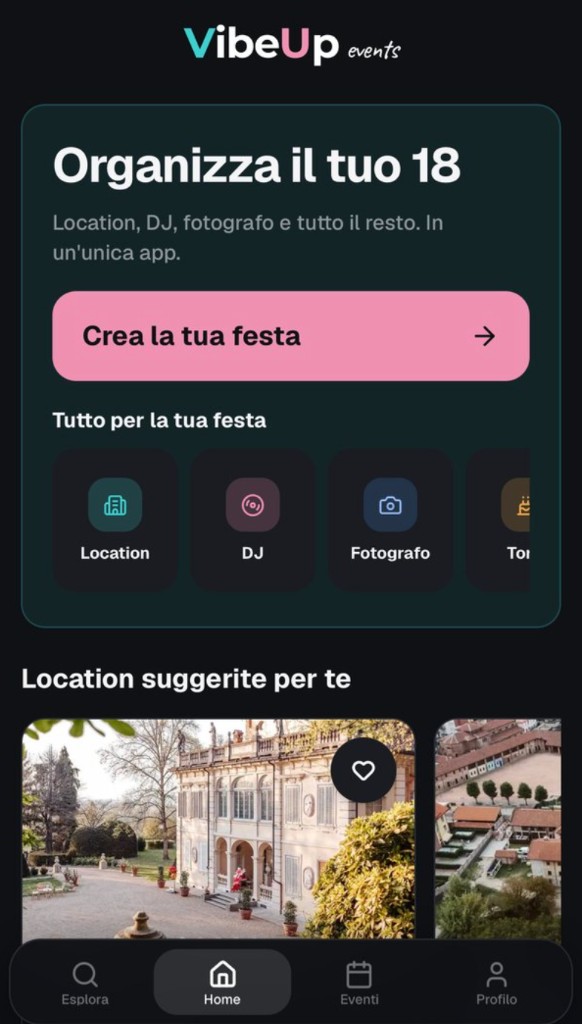 VibeUp events
Organizza il tuo 18
Location, DJ, fotografo e tutto il resto. In
un'unica app.
Crea la tua festa
Tutto per la tua festa
Location
DJ
Fotografo
Location suggerite per te
Esplora
Home
Eventi
Profilo